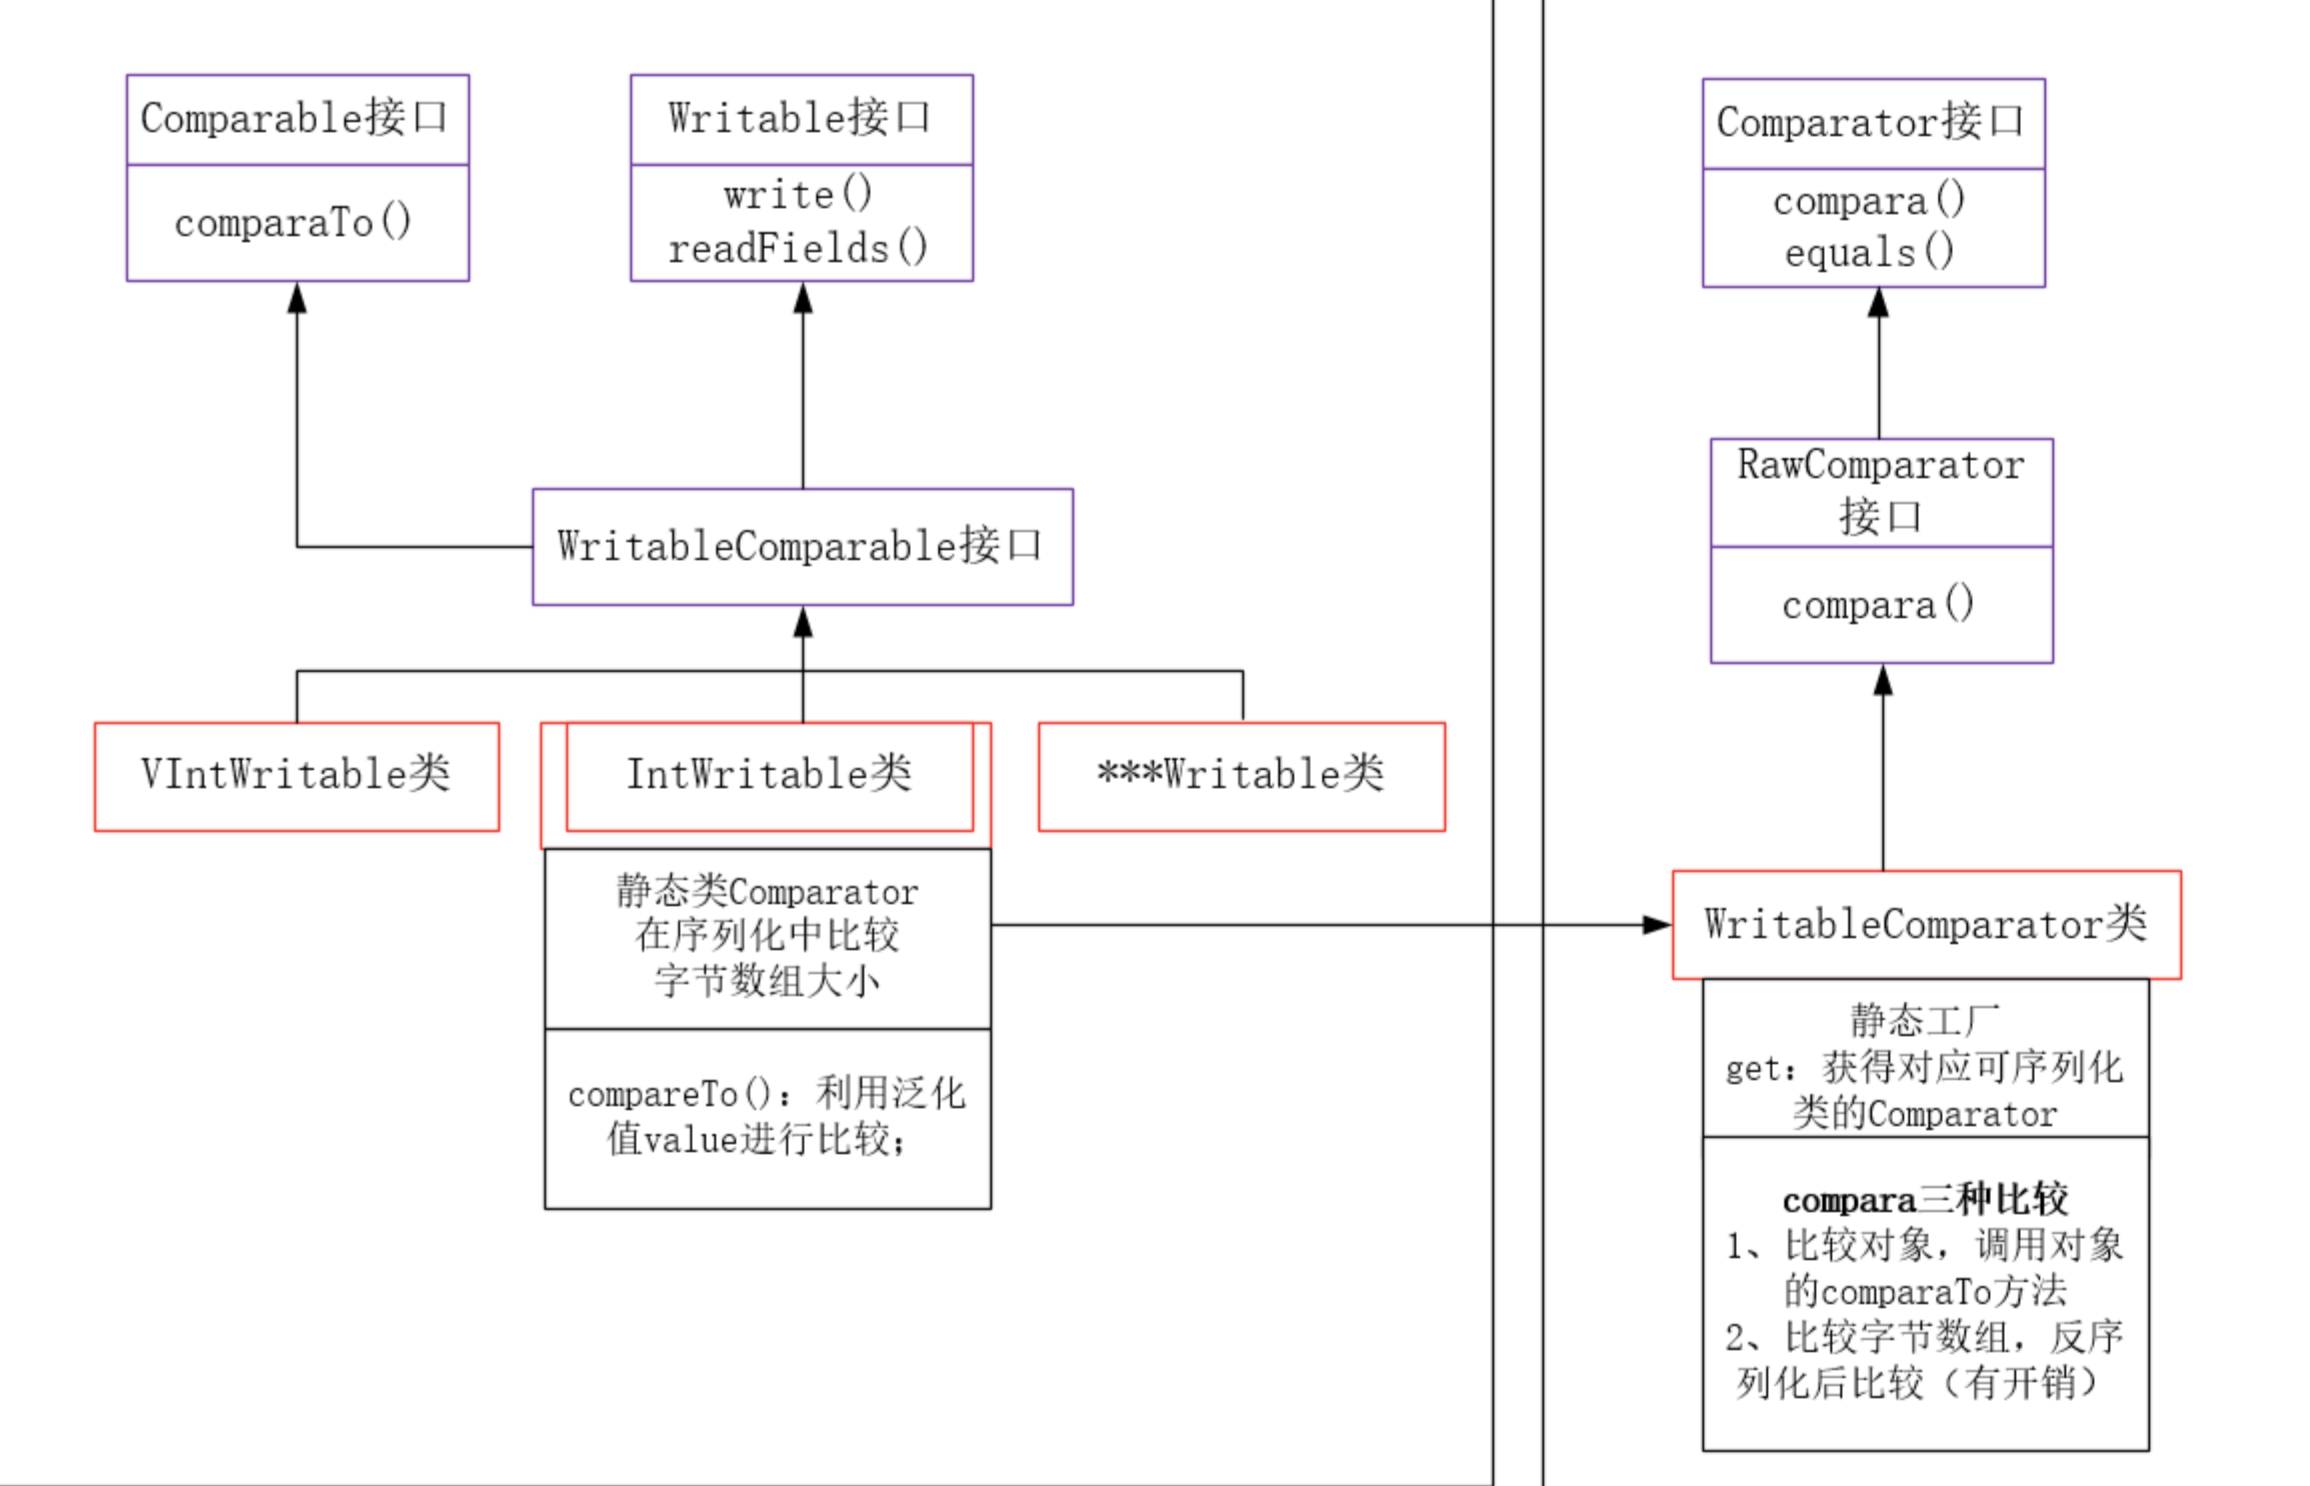 Comparable接口
comparaTo()
Writable接口
write()
readFields()
WritableComparable接口
VIntWritable类
IntWritable类
***Writable类
静态类Comparator
在序列化中比较
字节数组大小
compareTo()：利用泛化
值value进行比较；
Comparator接口
compara()
equals()
RawComparator
接口
compara()
WritableComparator类
静态工厂
get：获得对应可序列化
类的Comparator
compara三种比较
1、比较对象，调用对象
的comparaTo方法
2、比较字节数组，反序
列化后比较（有开销）